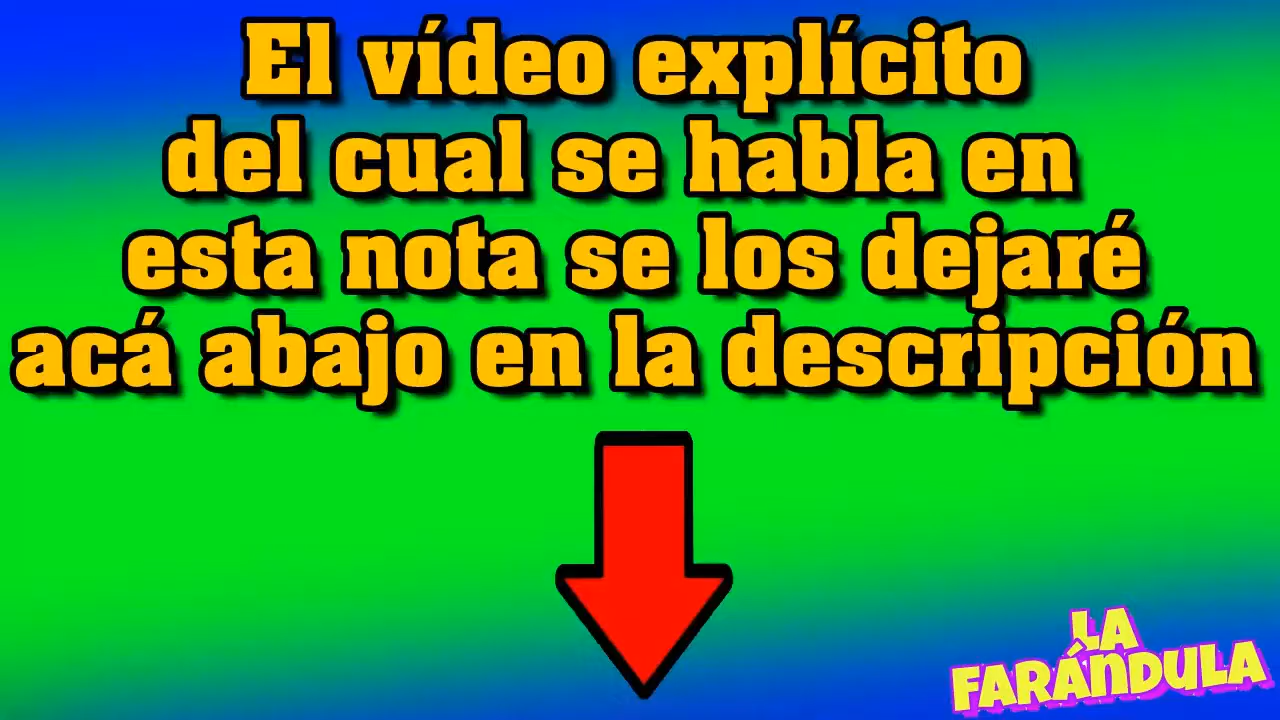 El vídeo explícito
del cual se habla en
esta nota se los dejaré
acá abajo en la descripción
LA
FARÁNDULA